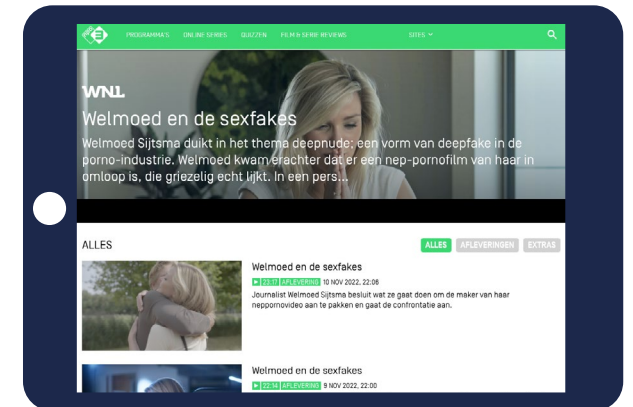 npo 3 PROGRAMMA'S ONLINE SERIES QUIZZEN FILM & SERIE REVIEWS SITES
WNL
Welmoed en de sexfakes
Welmoed Sijtsma duikt in het thema deepnude; een vorm van deepfake in de
porno-industrie. Welmoed kwam erachter dat er een nep-pornofilm van haar in
omloop is, die griezelig echt lijkt. In een pers...
ALLES ALLES AFLEVERINGEN EXTRAS
Welmoed en de sexfakes
23:17 AFLEVERING 10 NOV 2022, 22:06
Journalist Welmoed Sijtsma besluit wat ze gaat doen om de maker van haar
neppornovideo aan te pakken en gaat de confrontatie aan.
Welmoed en de sexfakes
22:14 AFLEVERING 9 NOV 2022, 22:00